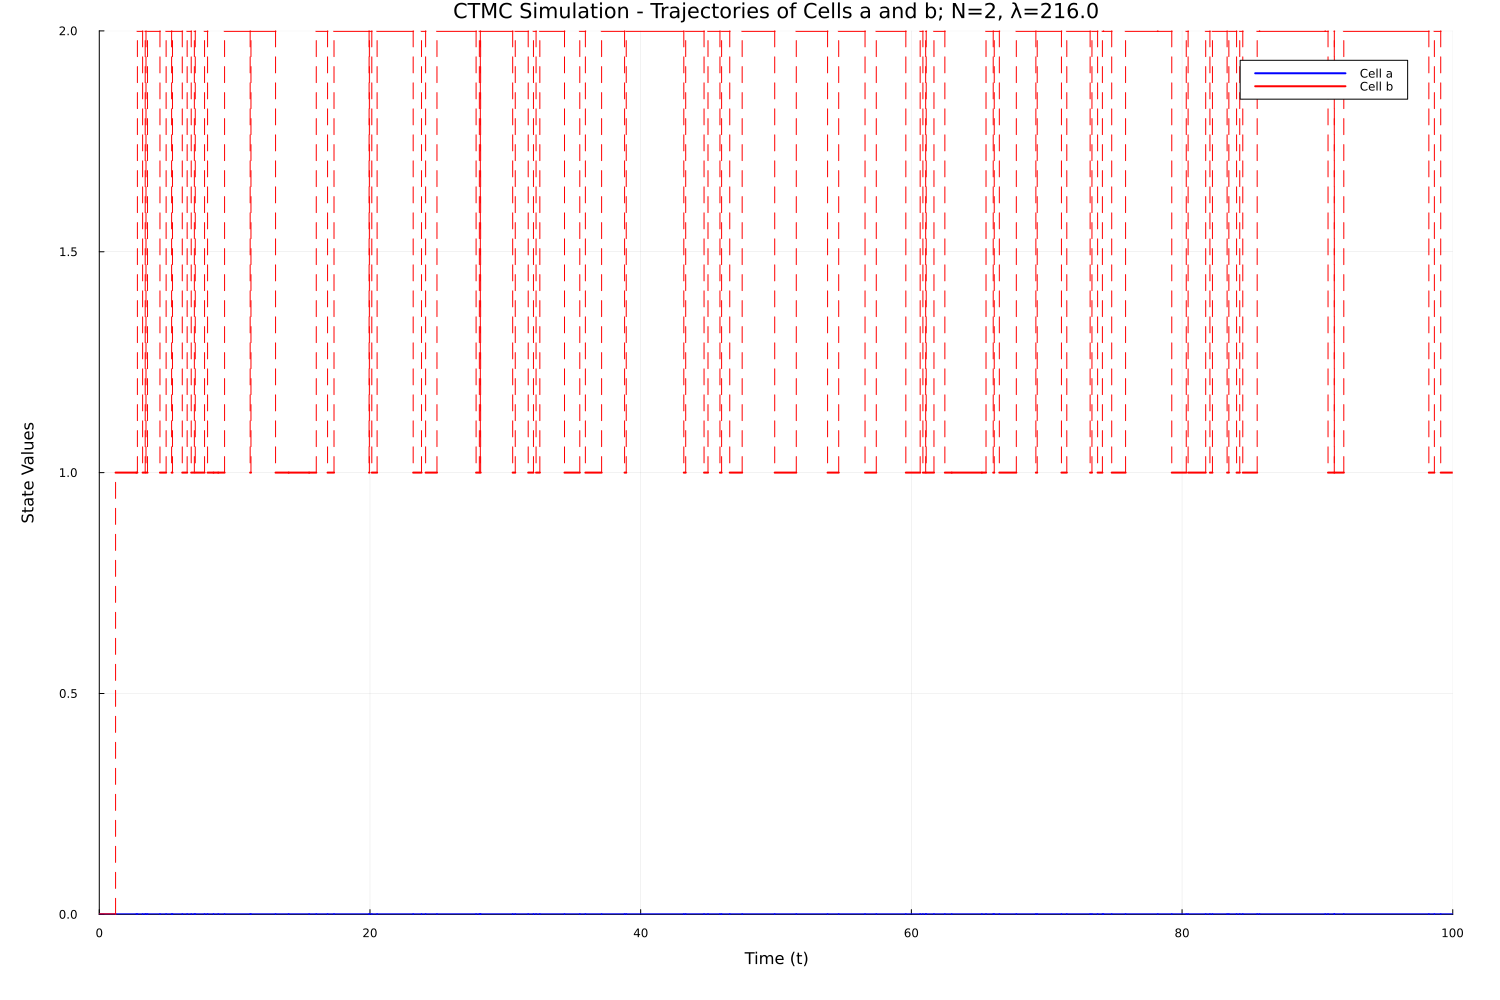 CTMC Simulation - Trajectories of Cells a and b; N=2, λ=216.0
2.0
Cell a
Cell b
1.5
1.0
State Values
0.5
0.0
0 20 40 60 80 100
Time (t)